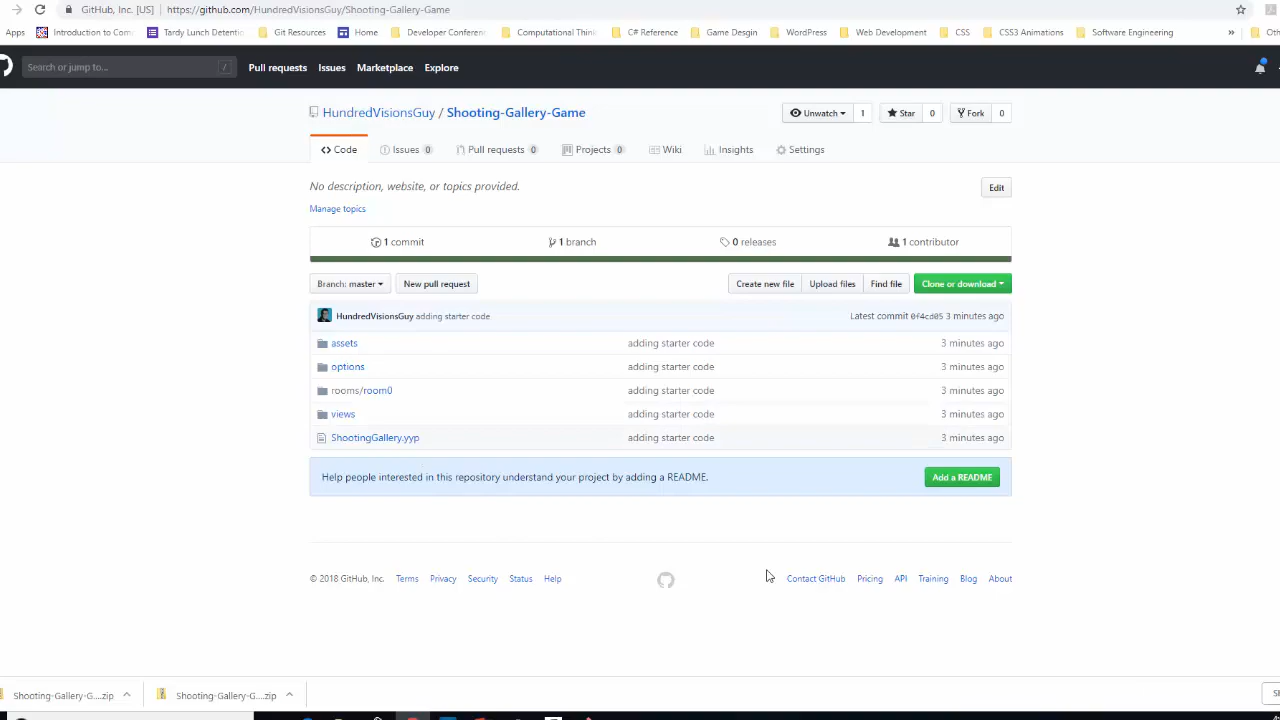 GitHub, Inc. [US] https://github.com/HundredVisionsGuy/Shooting-Gallery-Game
Apps Introduction to Com Tardy Lunch Detentio Git Resources Home Developer Conferen Computational Think C# Reference Game Desgin WordPress Web Development CSS CSS3 Animations Software Engineering » Oth
Search or jump to... / Pull requests Issues Marketplace Explore
HundredVisionsGuy / Shooting-Gallery-Game Unwatch 1 Star 0 Fork 0
Code Issues 0 Pull requests 0 Projects 0 Wiki Insights Settings
No description, website, or topics provided. Edit
Manage topics
1 commit 1 branch 0 releases 1 contributor
Branch: master New pull request Create new file Upload files Find file Clone or download
HundredVisionsGuy adding starter code Latest commit 0f4cd05 3 minutes ago
assets adding starter code 3 minutes ago
options adding starter code 3 minutes ago
rooms/room0 adding starter code 3 minutes ago
views adding starter code 3 minutes ago
ShootingGallery.yyp adding starter code 3 minutes ago
Help people interested in this repository understand your project by adding a README. Add a README
© 2018 GitHub, Inc. Terms Privacy Security Status Help Contact GitHub Pricing API Training Blog About
Shooting-Gallery-G....zip Shooting-Gallery-G....zip